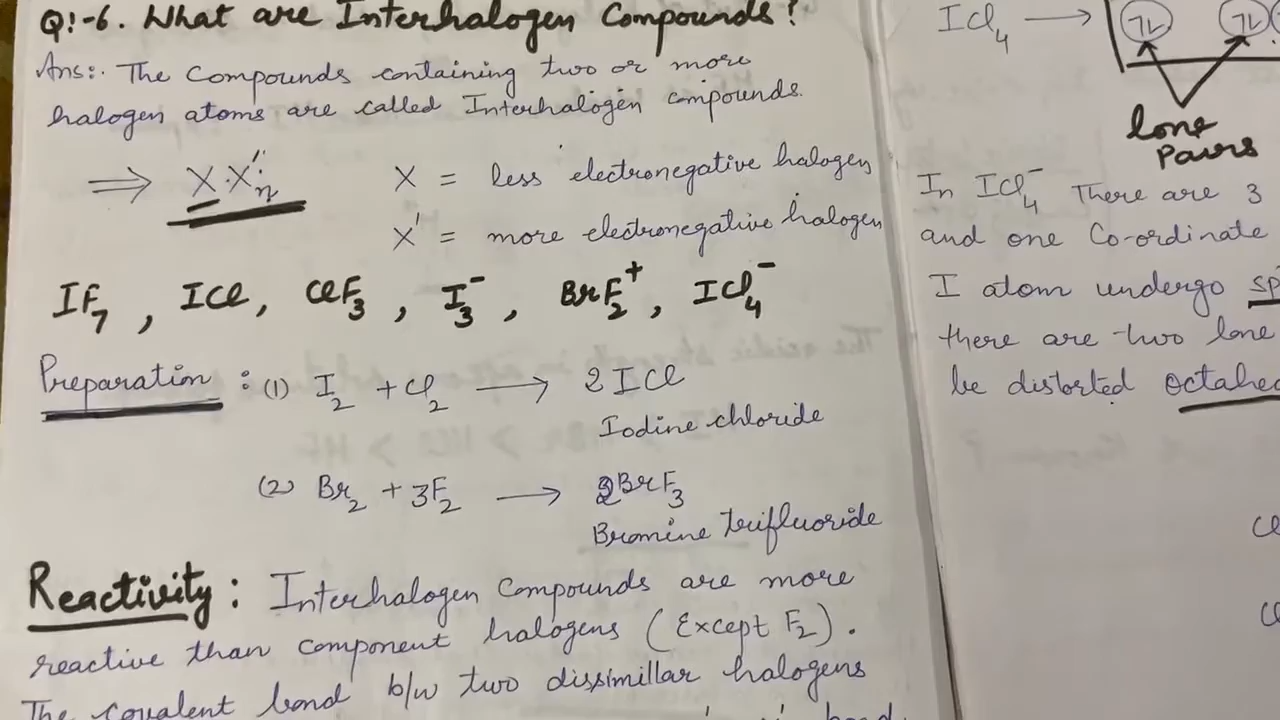 Q!-6. What are Interhalogen Compounds?
Ans:. The Compounds containing two or more
halogen atoms are called Interhalogen compounds.
⇒ X·X'n X = less electronegative halogen
X' = more electronegative halogen
IF₇ , ICl, ClF₃ , I₃⁻ , BrF₂⁺ , ICl₄⁻
Preparation : (1) I₂ + Cl₂ → 2ICl
Iodine chloride
(2) Br₂ + 3F₂ → 2BrF₃
Bromine trifluoride
Reactivity : Interhalogen Compounds are more
reactive than component halogens (Except F₂).
The covalent bond b/w two dissimillar halogens
bond
ICl₄ →
lone
pairs
In ICl₄⁻ There are 3
and one Co-ordinate
I atom undergo sp
there are two lone
be distorted octahed